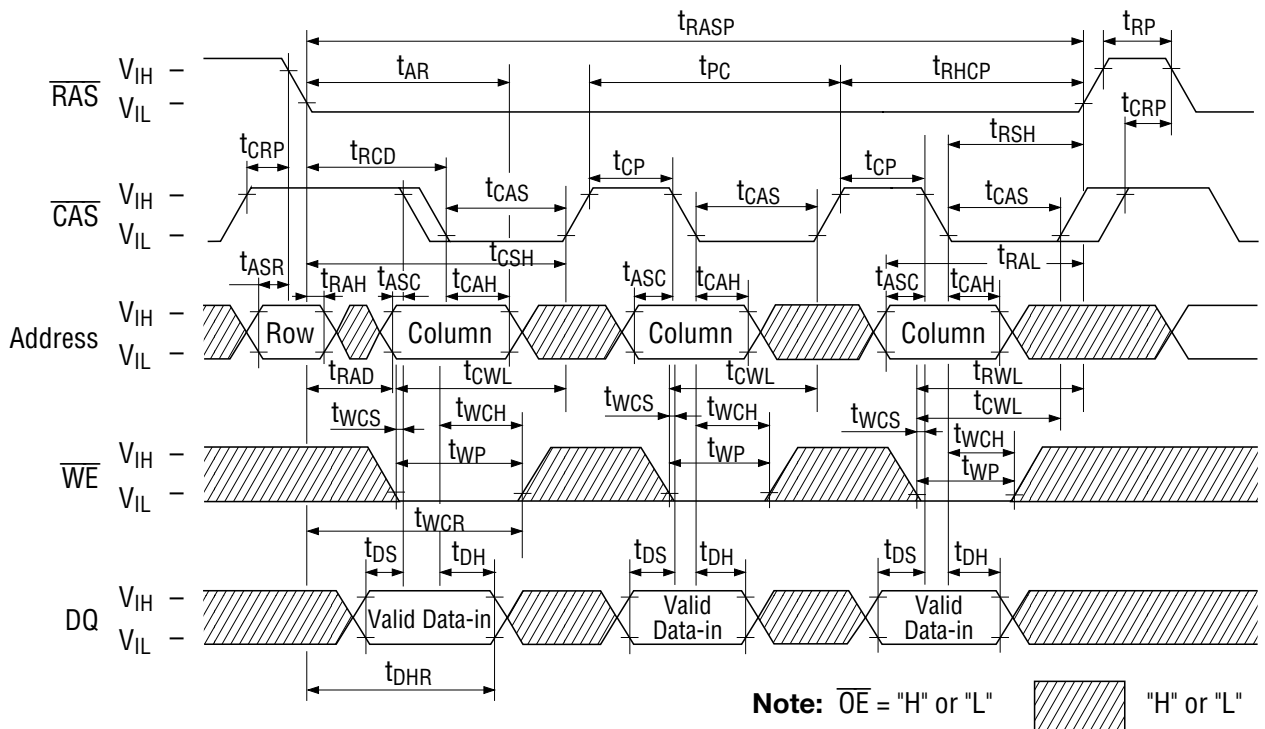 tRASP tRP
VIH tAR tPC tRHCP
RAS
VIL tCRP
tCRP tRCD tRSH
tCP tCP
VIH tCAS tCAS tCAS
CAS
VIL tCSH
tASR tRAH tASC tCAH tASC tCAH tRAL tASC tCAH
VIH
Address Row Column Column Column
VIL
tRAD tCWL tCWL tRWL
tWCS tWCH tWCS tWCH tWCS tCWL
tWCH
VIH tWP tWP tWP
WE
VIL
tWCR
tDS tDH tDS tDH tDS tDH
VIH
DQ Valid Data-in Valid Data-in Valid Data-in
VIL
tDHR
Note: OE = "H" or "L" "H" or "L"